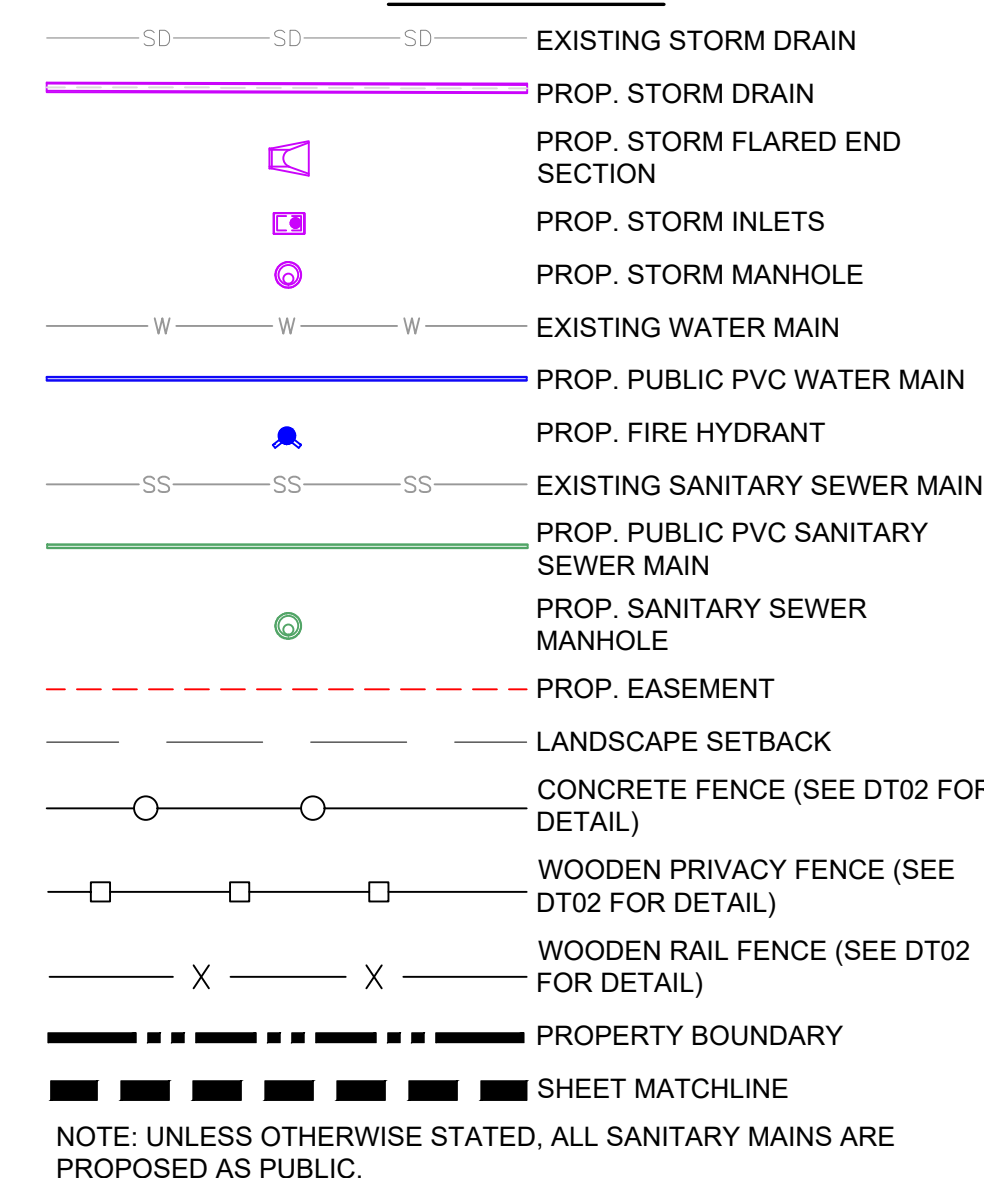 SD SD SD EXISTING STORM DRAIN
PROP. STORM DRAIN
PROP. STORM FLARED END
SECTION
PROP. STORM INLETS
PROP. STORM MANHOLE
W W W EXISTING WATER MAIN
PROP. PUBLIC PVC WATER MAIN
PROP. FIRE HYDRANT
SS SS SS EXISTING SANITARY SEWER MAIN
PROP. PUBLIC PVC SANITARY
SEWER MAIN
PROP. SANITARY SEWER
MANHOLE
PROP. EASEMENT
LANDSCAPE SETBACK
CONCRETE FENCE (SEE DT02 FOR
DETAIL)
WOODEN PRIVACY FENCE (SEE
DT02 FOR DETAIL)
WOODEN RAIL FENCE (SEE DT02
X X FOR DETAIL)
PROPERTY BOUNDARY
SHEET MATCHLINE
NOTE: UNLESS OTHERWISE STATED, ALL SANITARY MAINS ARE
PROPOSED AS PUBLIC.